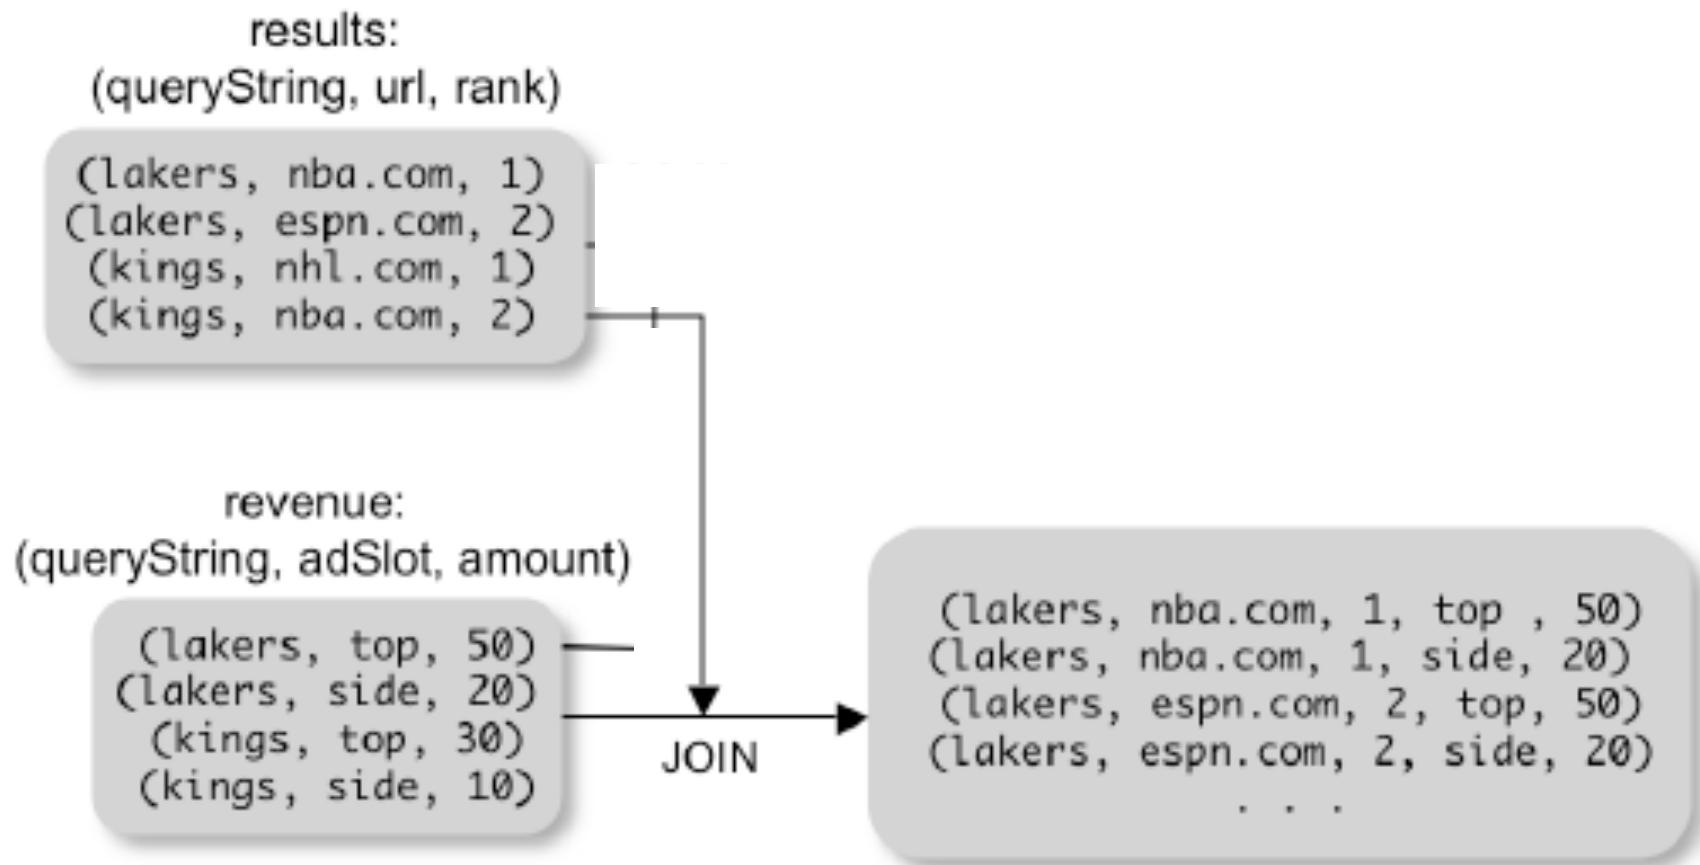 results:
(queryString, url, rank)
(lakers, nba.com, 1)
(lakers, espn.com, 2)
(kings, nhl.com, 1)
(kings, nba.com, 2)
revenue:
(queryString, adSlot, amount)
(lakers, top, 50)
(lakers, side, 20)
(kings, top, 30)
(kings, side, 10)
JOIN
(lakers, nba.com, 1, top , 50)
(lakers, nba.com, 1, side, 20)
(lakers, espn.com, 2, top, 50)
(lakers, espn.com, 2, side, 20)
. . .